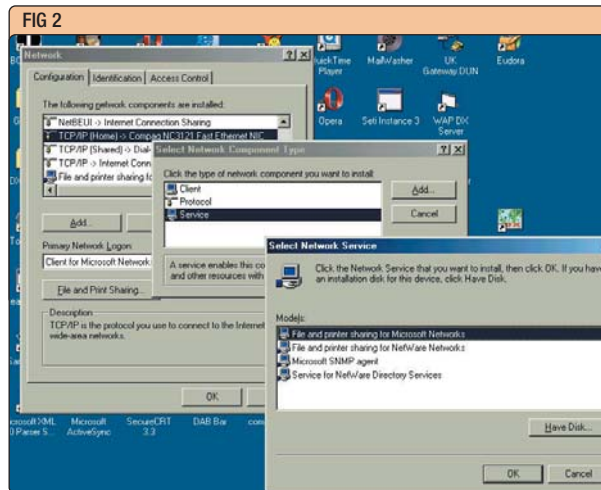 FIG 2
QuickTime
Player
MailWasher
UK
Gateway DUN
Eudora
Opera
Seti Instance 3
WAP DX
Server
Network
Configuration
Identification
Access Control
The following network components are installed:
NetBEUI -> Internet Connection Sharing
TCP/IP (Home) -> Compaq NC3121 Fast Ethernet NIC
TCP/IP (Shared) -> Dial-
TCP/IP -> Internet Conn
File and printer sharing fo
Add...
Primary Network Logon:
Client for Microsoft Network
File and Print Sharing...
Description
TCP/IP is the protocol you use to connect to the Internet
wide-area networks.
OK
Select Network Component Type
Click the type of network component you want to install:
Client
Protocol
Service
Add...
Cancel
A service enables this co
and other resources with
Select Network Service
Click the Network Service that you want to install, then click OK. If you have
an installation disk for this device, click Have Disk.
Models:
File and printer sharing for Microsoft Networks
File and printer sharing for NetWare Networks
Microsoft SNMP agent
Service for NetWare Directory Services
Have Disk...
OK
Cancel
crosoft XML
0 Parser S...
Microsoft
ActiveSync
SecureCRT
3.3
DAB Bar